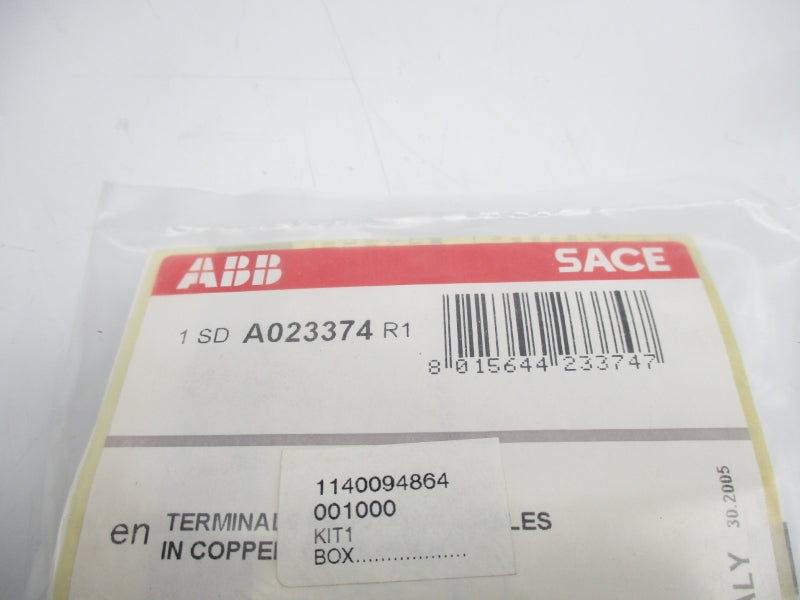 ABB SACE
1 SD A023374 R1
8 015644 233747
1140094864
001000
KIT1
BOX...................
en TERMINAL LES
IN COPPE
30.2005
ALY